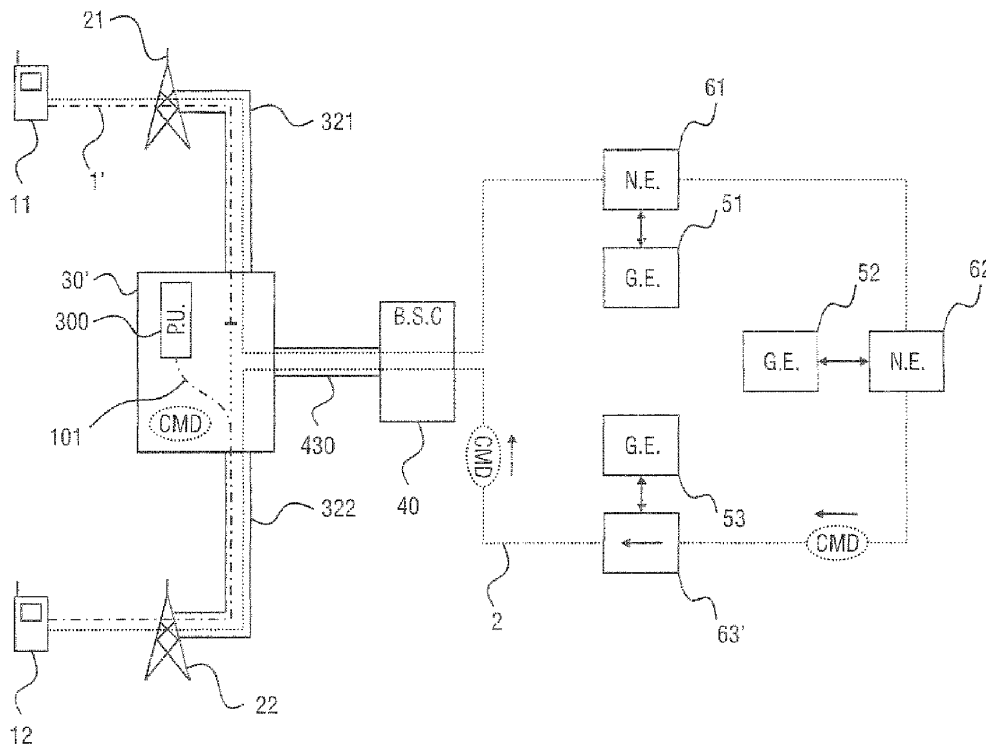 21
61
321
N.E.
1'
11
51
30'
G.E.
62
52
300
P.U.
B.S.C
G.E.
N.E.
CMD
101
430
G.E.
CMD
40
322
53
CMD
2
63'
12
22